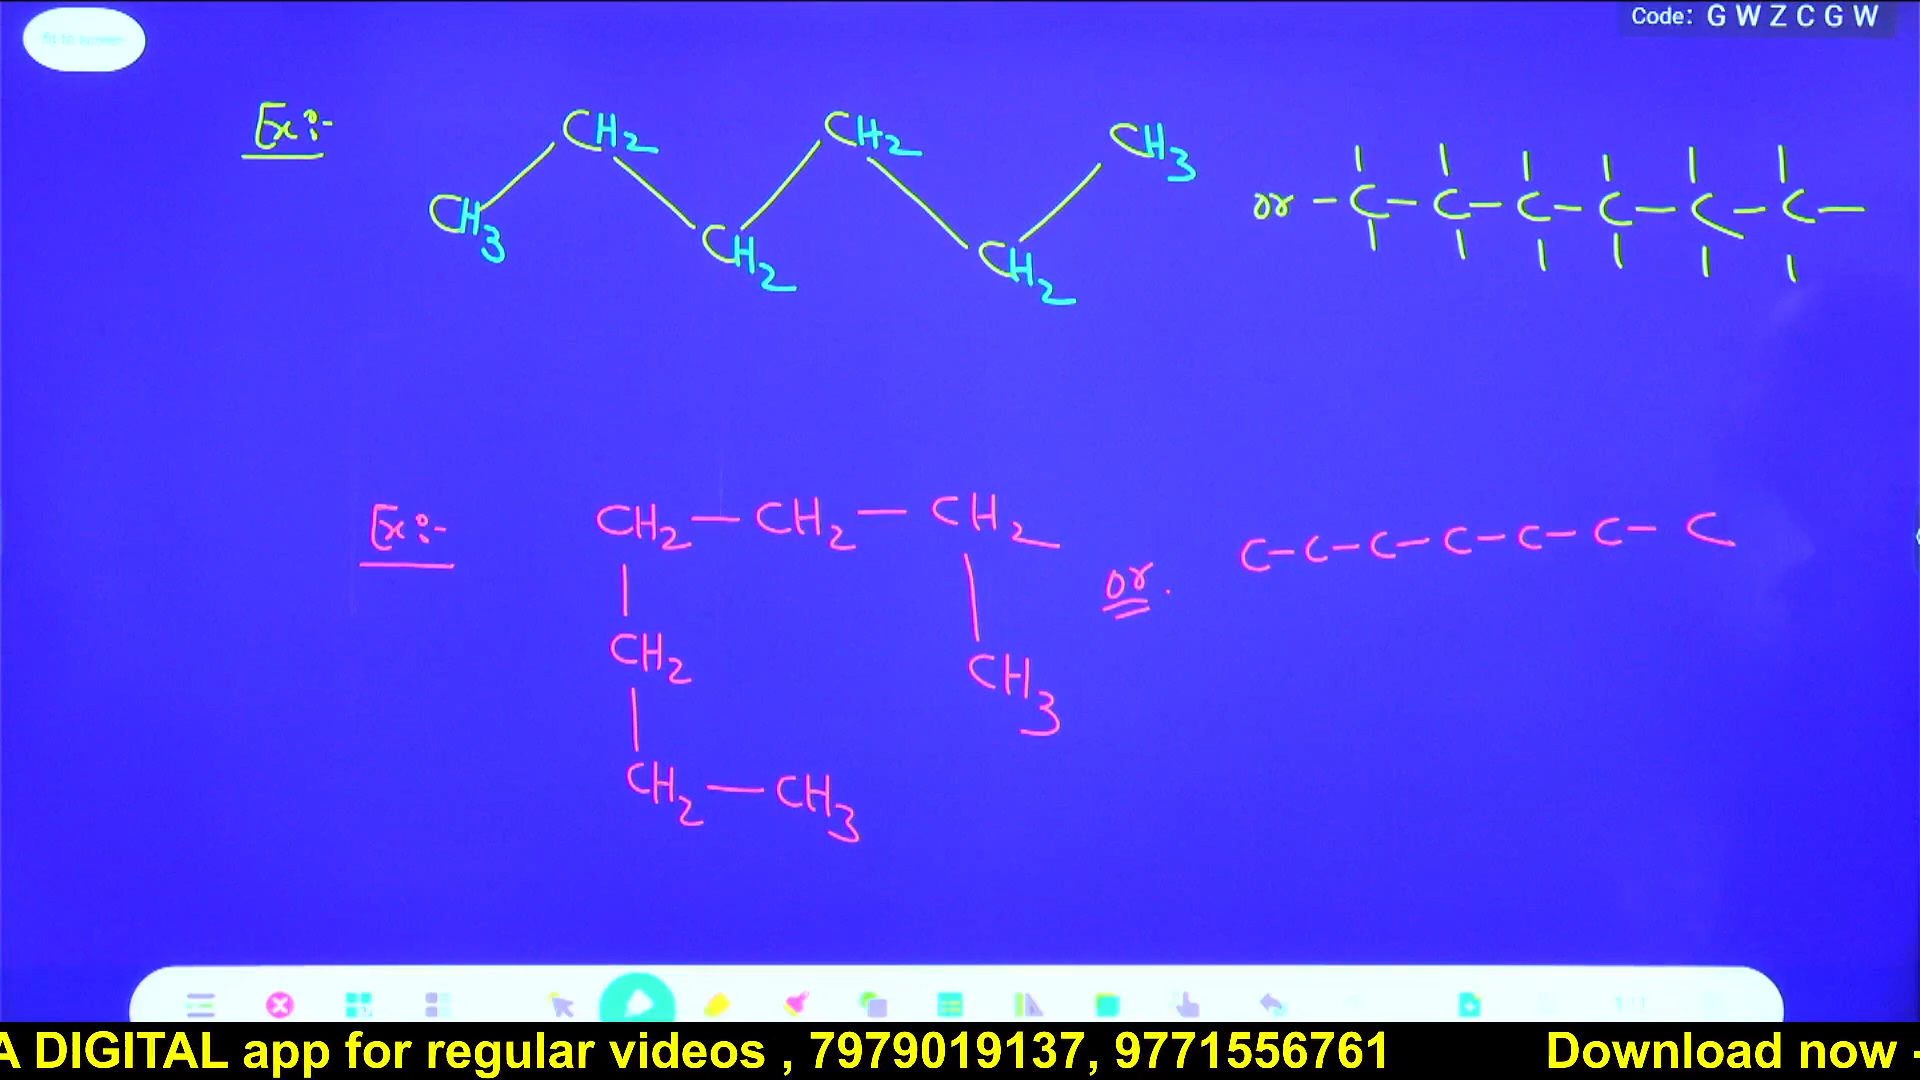 Code: G W Z C G W
Ex:-
CH3 CH2 CH2 CH2 CH2 CH3 or - C - C - C - C - C - C -
Ex:-
CH2 - CH2 - CH2 or. C - C - C - C - C - C - C
CH2 CH3
CH2 - CH3
A DIGITAL app for regular videos , 7979019137, 9771556761 Download now -